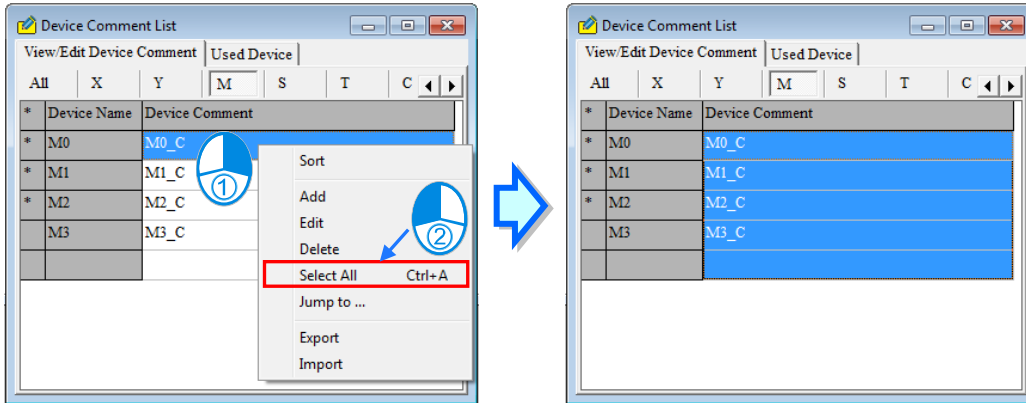 Device Comment List
View/Edit Device Comment Used Device
All X Y M S T C
* Device Name Device Comment
* M0 M0_C
* M1 M1_C
* M2 M2_C
M3 M3_C
①
Sort
Add
Edit
Delete
Select All Ctrl+A
Jump to ...
Export
Import
②
Device Comment List
View/Edit Device Comment Used Device
All X Y M S T C
* Device Name Device Comment
* M0 M0_C
* M1 M1_C
* M2 M2_C
M3 M3_C